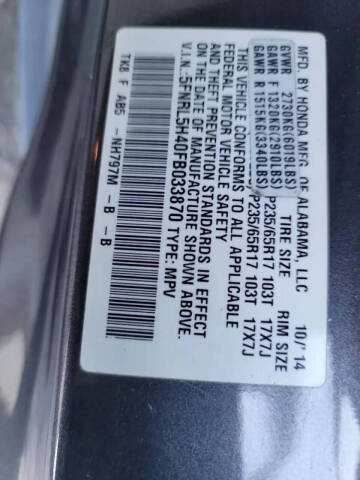 MFD. BY HONDA MFG. OF ALABAMA, LLC 10/'14
GVWR 2730KG(6019LBS) TIRE SIZE RIM SIZE
GAWR F 1320KG(2910LBS) P235/65R17 103T 17X7J
GAWR R 1515KG(3340LBS) P235/65R17 103T 17X7J
THIS VEHICLE CONFORMS TO ALL APPLICABLE
FEDERAL MOTOR VEHICLE SAFETY
AND THEFT PREVENTION STANDARDS IN EFFECT
ON THE DATE OF MANUFACTURE SHOWN ABOVE.
V.I.N.:5FNRL5H40FB033870 TYPE: MPV
TK8 F AB5 -NH797M -B -B